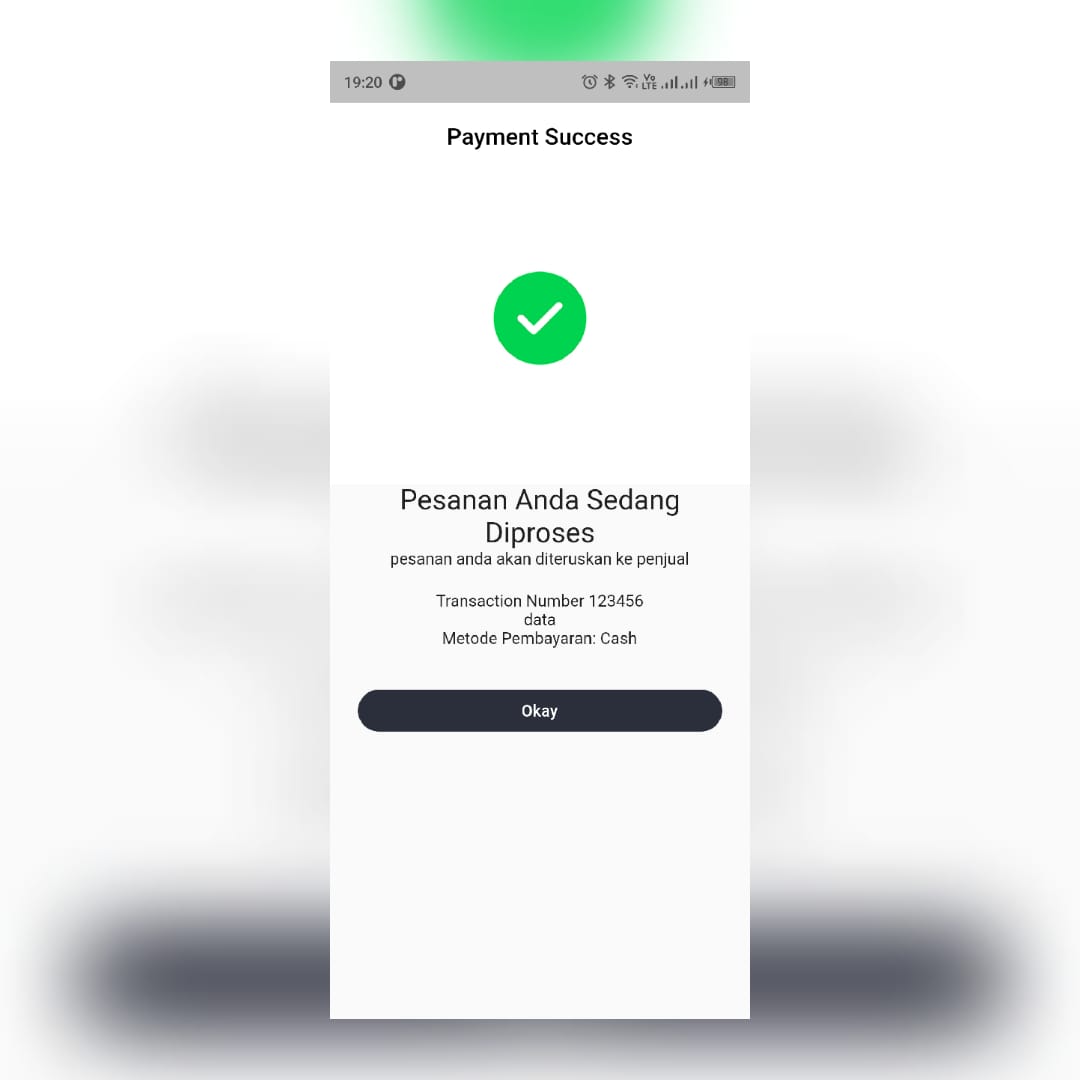 19:20
Vo
LTE
98
Payment Success
Pesanan Anda Sedang
Diproses
pesanan anda akan diteruskan ke penjual
Transaction Number 123456
data
Metode Pembayaran: Cash
Okay